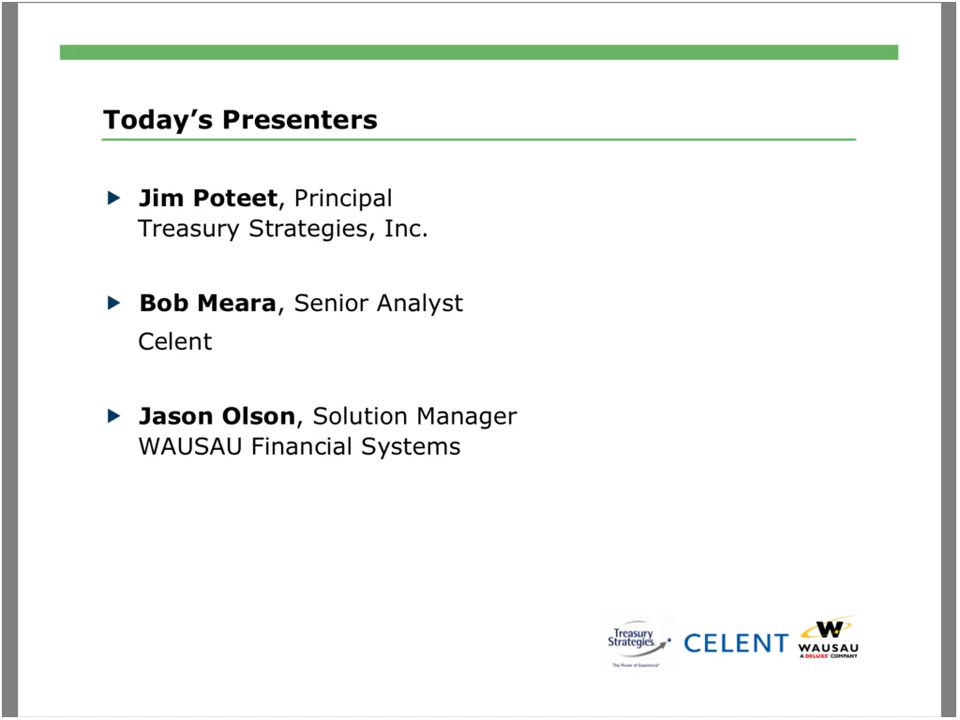 Today’s Presenters
Jim Poteet, Principal
Treasury Strategies, Inc.
Bob Meara, Senior Analyst
Celent
Jason Olson, Solution Manager
WAUSAU Financial Systems
Treasury
Strategies
The Power of Experience
CELENT
W
WAUSAU
A DELUXE COMPANY